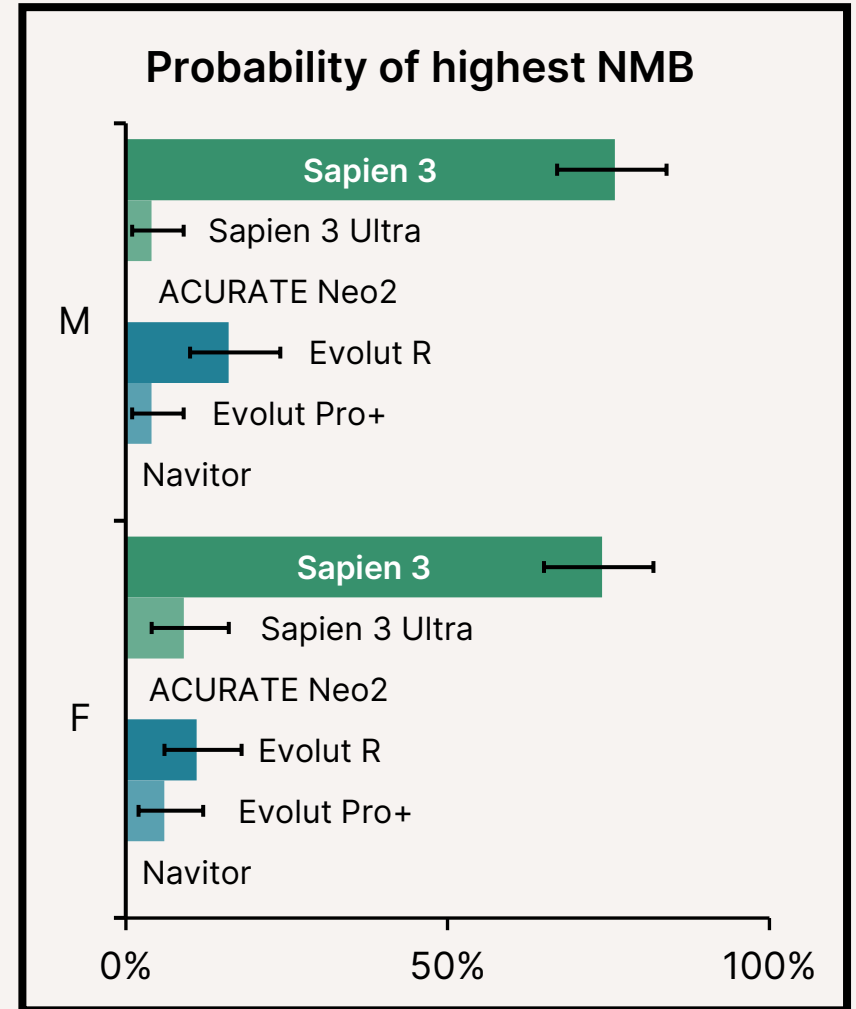 Probability of highest NMB
M
Sapien 3
Sapien 3 Ultra
ACURATE Neo2
Evolut R
Evolut Pro+
Navitor
F
Sapien 3
Sapien 3 Ultra
ACURATE Neo2
Evolut R
Evolut Pro+
Navitor
0% 50% 100%